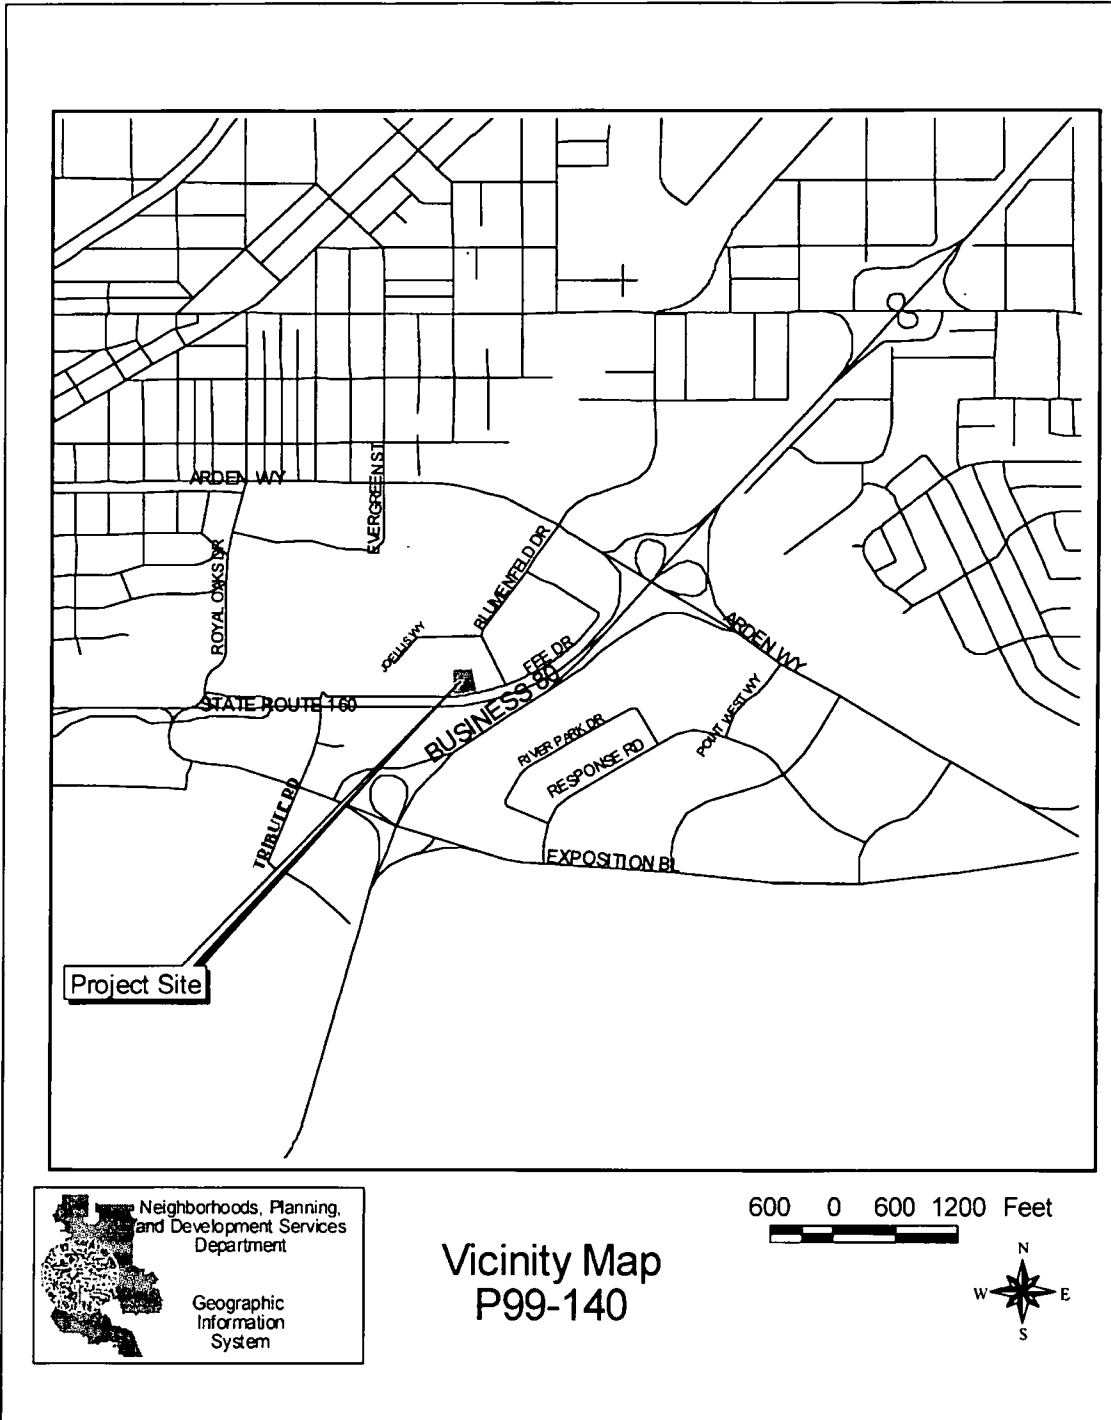 ARDEN WY
EVERGREEN ST
ROYAL OAKS DR
BLUMENFELD DR
JOELLIS WY
FEE DR
ARDEN WY
STATE ROUTE 160
BUSINESS 80
POINT WEST WY
RIVER PARK DR
RESPONSE RD
TRIBUTE RD
EXPOSITION BL
Project Site
Neighborhoods, Planning,
and Development Services
Department
Geographic
Information
System
Vicinity Map
P99-140
600 0 600 1200 Feet
N
W E
S